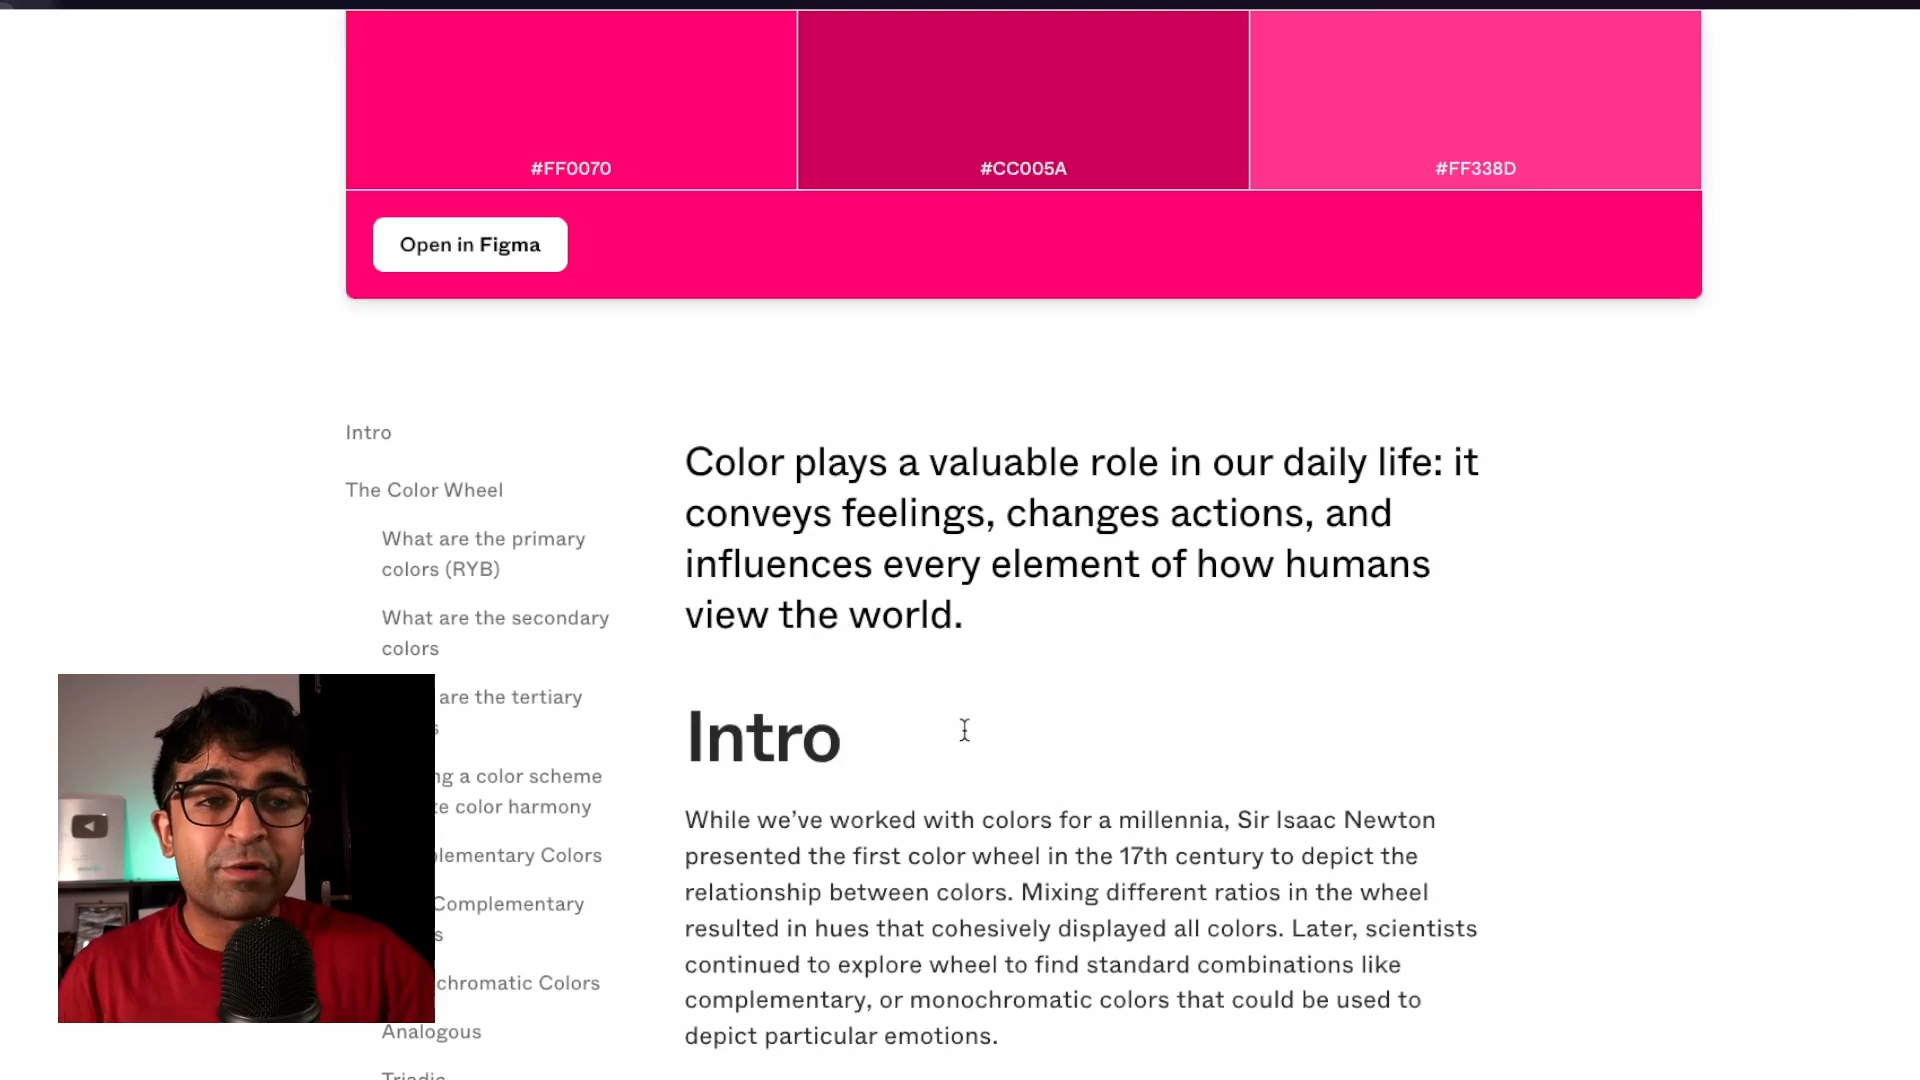 #FF0070
#CC005A
#FF338D
Open in Figma
Intro
The Color Wheel
What are the primary
colors (RYB)
What are the secondary
colors
are the tertiary
s
ng a color scheme
te color harmony
lementary Colors
Complementary
s
chromatic Colors
Analogous
Triadic
Color plays a valuable role in our daily life: it
conveys feelings, changes actions, and
influences every element of how humans
view the world.
Intro
While we’ve worked with colors for a millennia, Sir Isaac Newton
presented the first color wheel in the 17th century to depict the
relationship between colors. Mixing different ratios in the wheel
resulted in hues that cohesively displayed all colors. Later, scientists
continued to explore wheel to find standard combinations like
complementary, or monochromatic colors that could be used to
depict particular emotions.